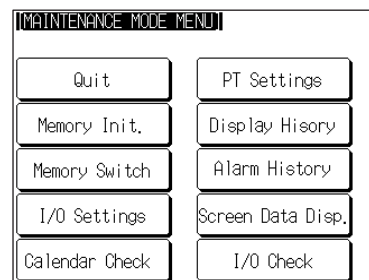 [MAINTENANCE MODE MENU]
Quit
PT Settings
Memory Init.
Display Hisory
Memory Switch
Alarm History
I/O Settings
Screen Data Disp.
Calendar Check
I/O Check